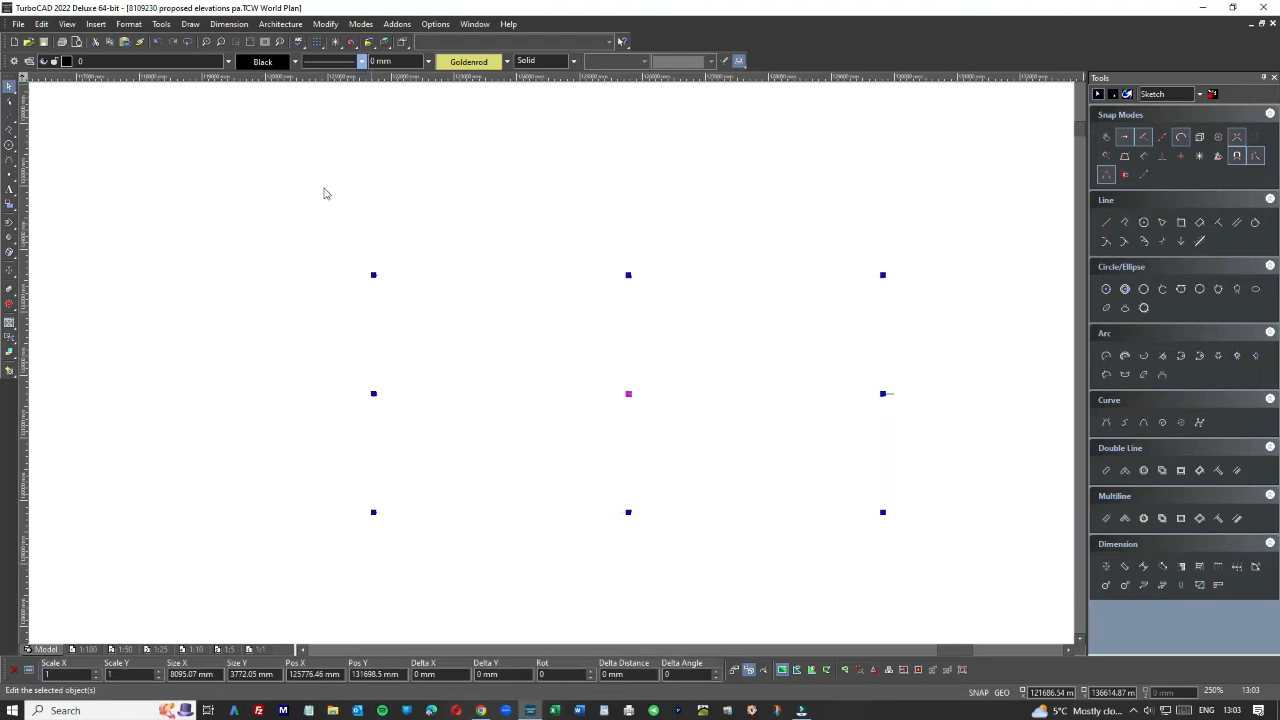 TurboCAD 2022 Deluxe 64-bit - [8109230 proposed elevations pa.TCW World Plan]
File Edit View Insert Format Tools Draw Dimension Architecture Modify Modes Addons Options Window Help
0 Black 0 mm Goldenrod Solid
Tools
Sketch
Snap Modes
Line
Circle/Ellipse
Arc
Curve
Double Line
Multiline
Dimension
Model 1:100 1:50 1:25 1:10 1:5 1:1
Scale X Scale Y Size X Size Y Pos X Pos Y Delta X Delta Y Rot Delta Distance Delta Angle
1 1 8095.07 mm 3772.05 mm 125776.46 mm 131698.5 mm 0 mm 0 mm 0 0 mm 0
Edit the selected object(s) SNAP GEO 121686.54 m 136614.87 m 0 mm 250% 13:03
Search 5°C Mostly clo... ENG 13:03